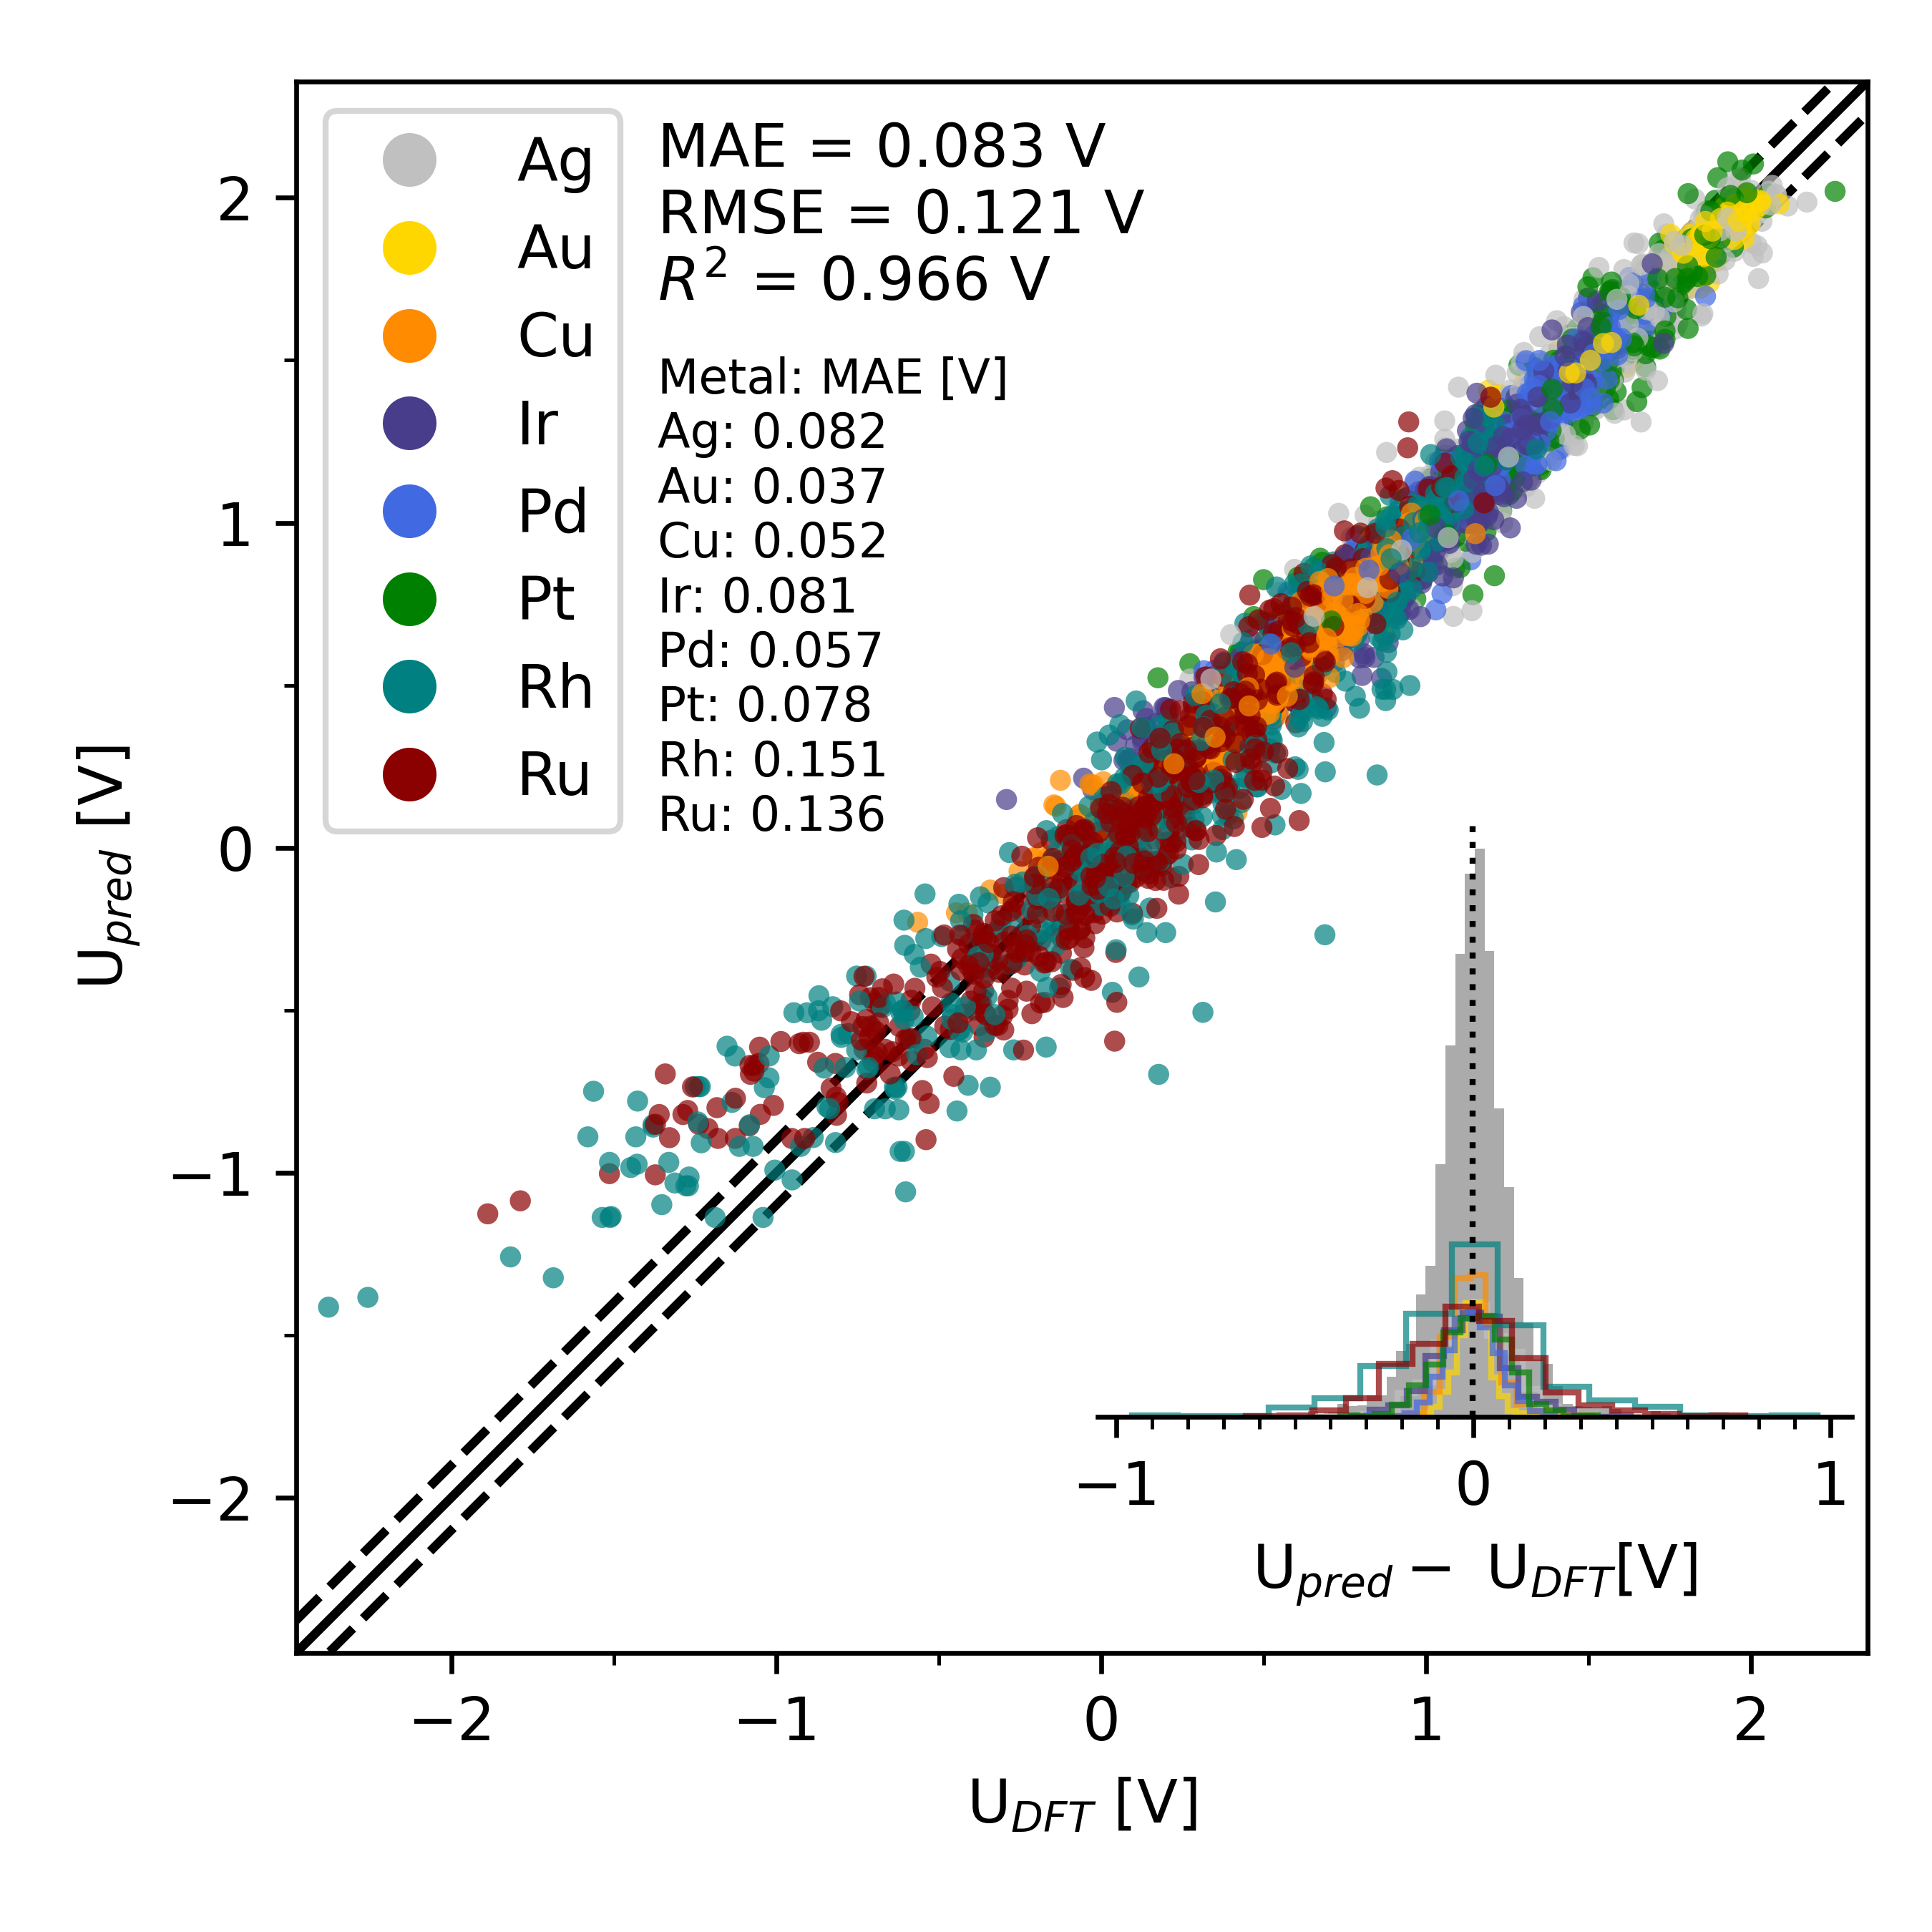 Ag
Au
Cu
Ir
Pd
Pt
Rh
Ru
MAE = 0.083 V
RMSE = 0.121 V
R² = 0.966 V
Metal: MAE [V]
Ag: 0.082
Au: 0.037
Cu: 0.052
Ir: 0.081
Pd: 0.057
Pt: 0.078
Rh: 0.151
Ru: 0.136
2
1
0
−1
−2
U_pred [V]
−1 0 1
U_pred − U_DFT[V]
−2 −1 0 1 2
U_DFT [V]